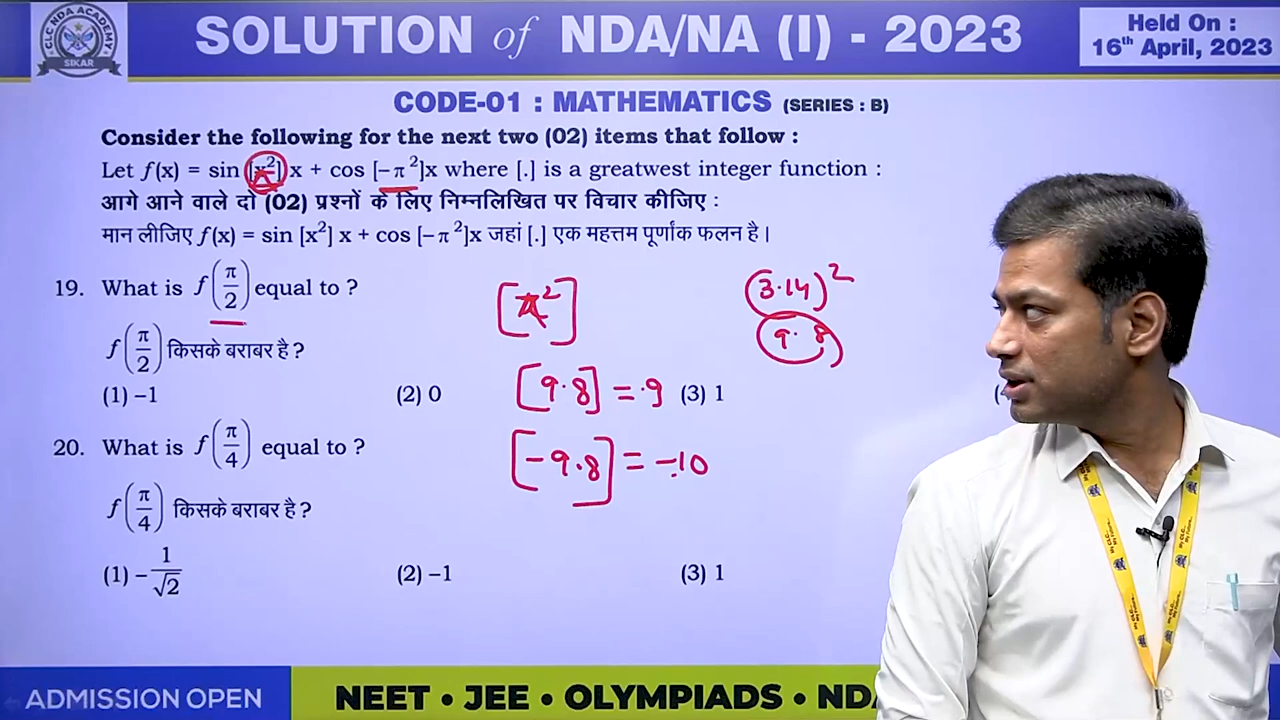 CLC NDA ACADEMY
SIKAR
SOLUTION of NDA/NA (I) - 2023
Held On :
16th April, 2023
CODE-01 : MATHEMATICS (SERIES : B)
Consider the following for the next two (02) items that follow :
Let f(x) = sin [x²] x + cos [−π²]x where [.] is a greatwest integer function :
आगे आने वाले दो (02) प्रश्नों के लिए निम्नलिखित पर विचार कीजिए :
मान लीजिए f(x) = sin [x²] x + cos [−π²]x जहां [.] एक महत्तम पूर्णांक फलन है।
19. What is f(π/2) equal to ?
[π²]
(3.14)²
f(π/2) किसके बराबर है ?
9.8
(1) −1 (2) 0 (3) 1
[9.8] = 9
20. What is f(π/4) equal to ?
[−9.8] = −10
f(π/4) किसके बराबर है ?
(1) −1/√2 (2) −1 (3) 1
ADMISSION OPEN
NEET • JEE • OLYMPIADS •